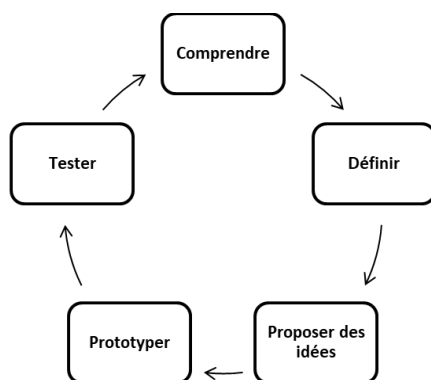 Comprendre
Définir
Proposer des
idées
Prototyper
Tester